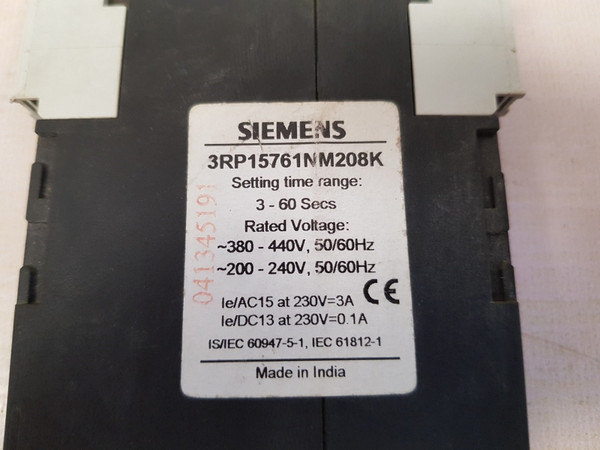 SIEMENS
3RP15761NM208K
Setting time range:
3 - 60 Secs
Rated Voltage:
~380 - 440V, 50/60Hz
~200 - 240V, 50/60Hz
Ie/AC15 at 230V=3A
CE
Ie/DC13 at 230V=0.1A
IS/IEC 60947-5-1, IEC 61812-1
Made in India
041345191